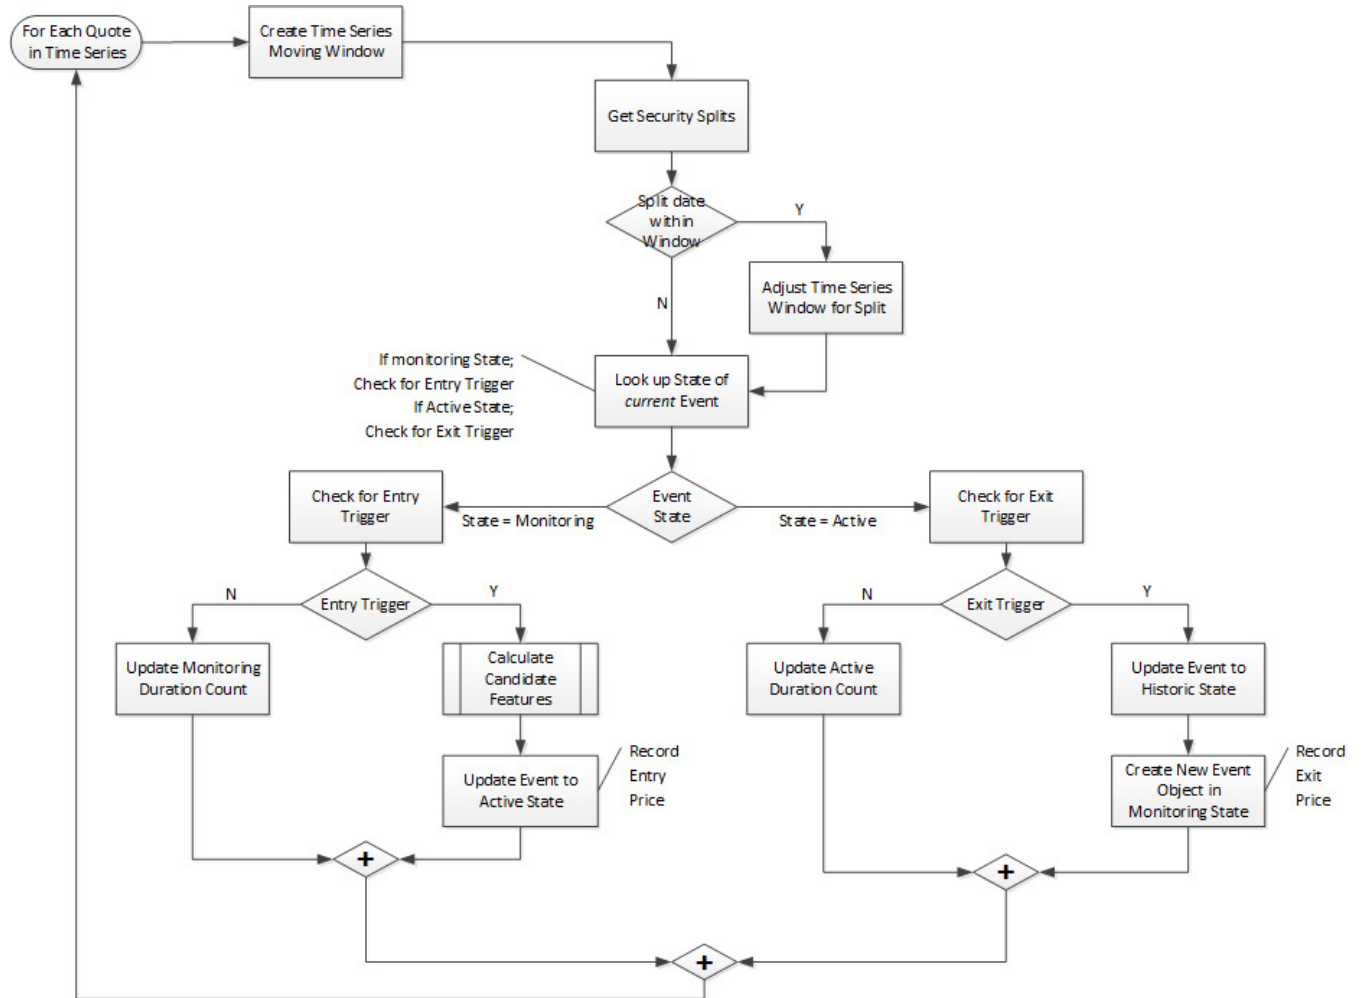 For Each Quote
in Time Series
Create Time Series
Moving Window
Get Security Splits
Split date
within
Window
Y
N
Adjust Time Series
Window for Split
If monitoring State;
Check for Entry Trigger
If Active State;
Check for Exit Trigger
Look up State of
current Event
Check for Entry
Trigger
Event
State
State = Monitoring
State = Active
Check for Exit
Trigger
N
Entry Trigger
Y
N
Exit Trigger
Y
Update Monitoring
Duration Count
Calculate
Candidate
Features
Update Active
Duration Count
Update Event to
Historic State
Update Event to
Active State
Record
Entry
Price
Create New Event
Object in
Monitoring State
Record
Exit
Price
+
+
+